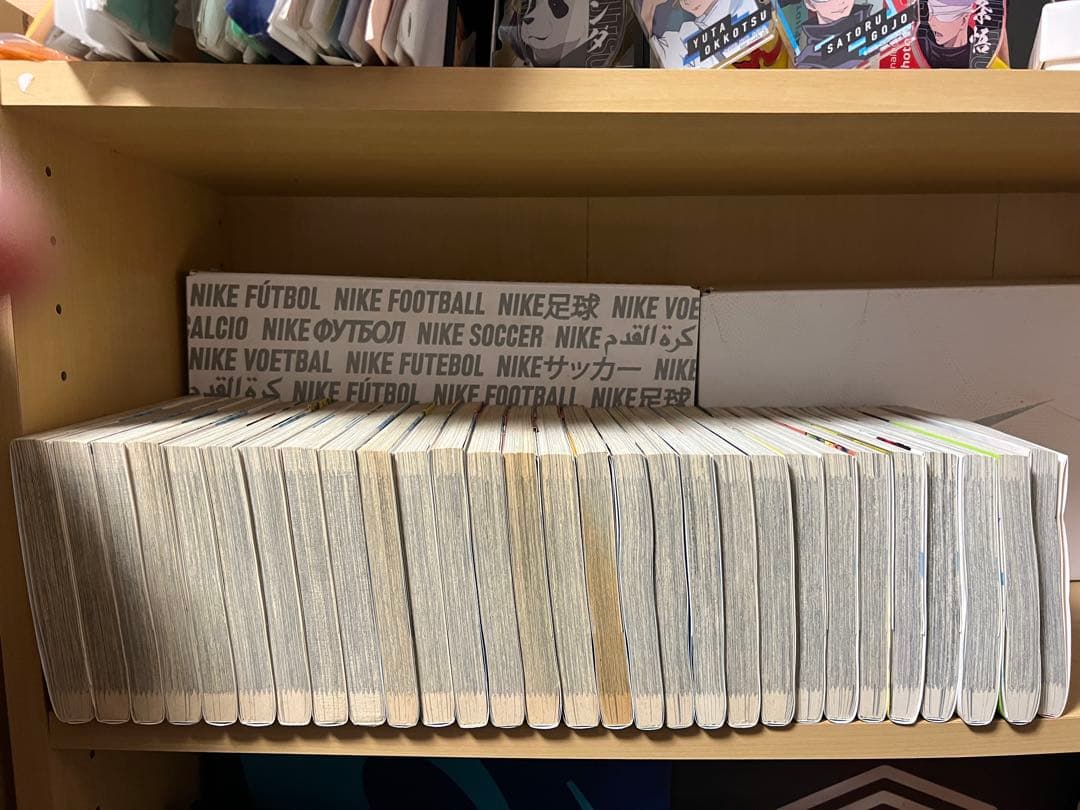 ンダ
YUTA
OKKOTSU
SATORU
GOJO
NIKE FÚTBOL NIKE FOOTBALL NIKE足球 NIKE VOE
ALCIO NIKE ФУТБОЛ NIKE SOCCER NIKE كرة القدم
NIKE VOETBAL NIKE FUTEBOL NIKEサッカー NIKE
كرة القدم NIKE FÚTBOL NIKE FOOTBALL NIKE足球